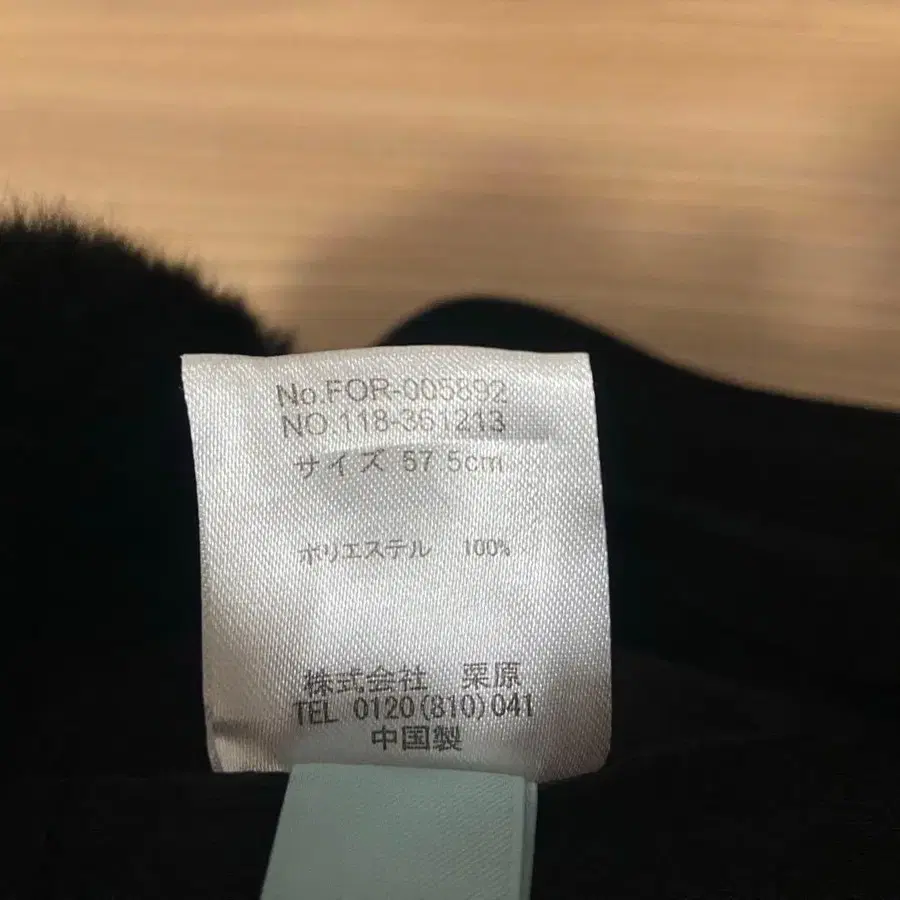 No.FOR-005892
NO.118-361213
サイズ 57.5cm
ポリエステル 100%
株式会社 栗原
TEL 0120(810)041
中国製